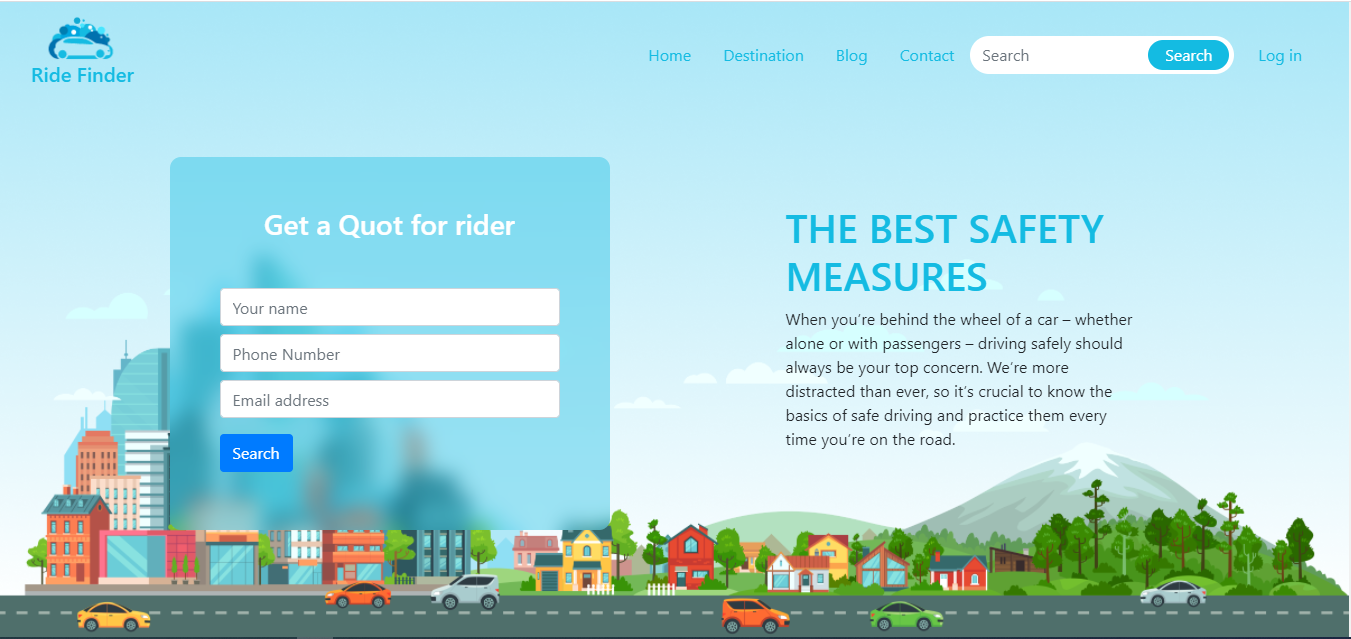 Ride Finder
Home
Destination
Blog
Contact
Search
Search
Log in
Get a Quot for rider
Your name
Phone Number
Email address
Search
THE BEST SAFETY
MEASURES
When you’re behind the wheel of a car – whether
alone or with passengers – driving safely should
always be your top concern. We’re more
distracted than ever, so it’s crucial to know the
basics of safe driving and practice them every
time you’re on the road.